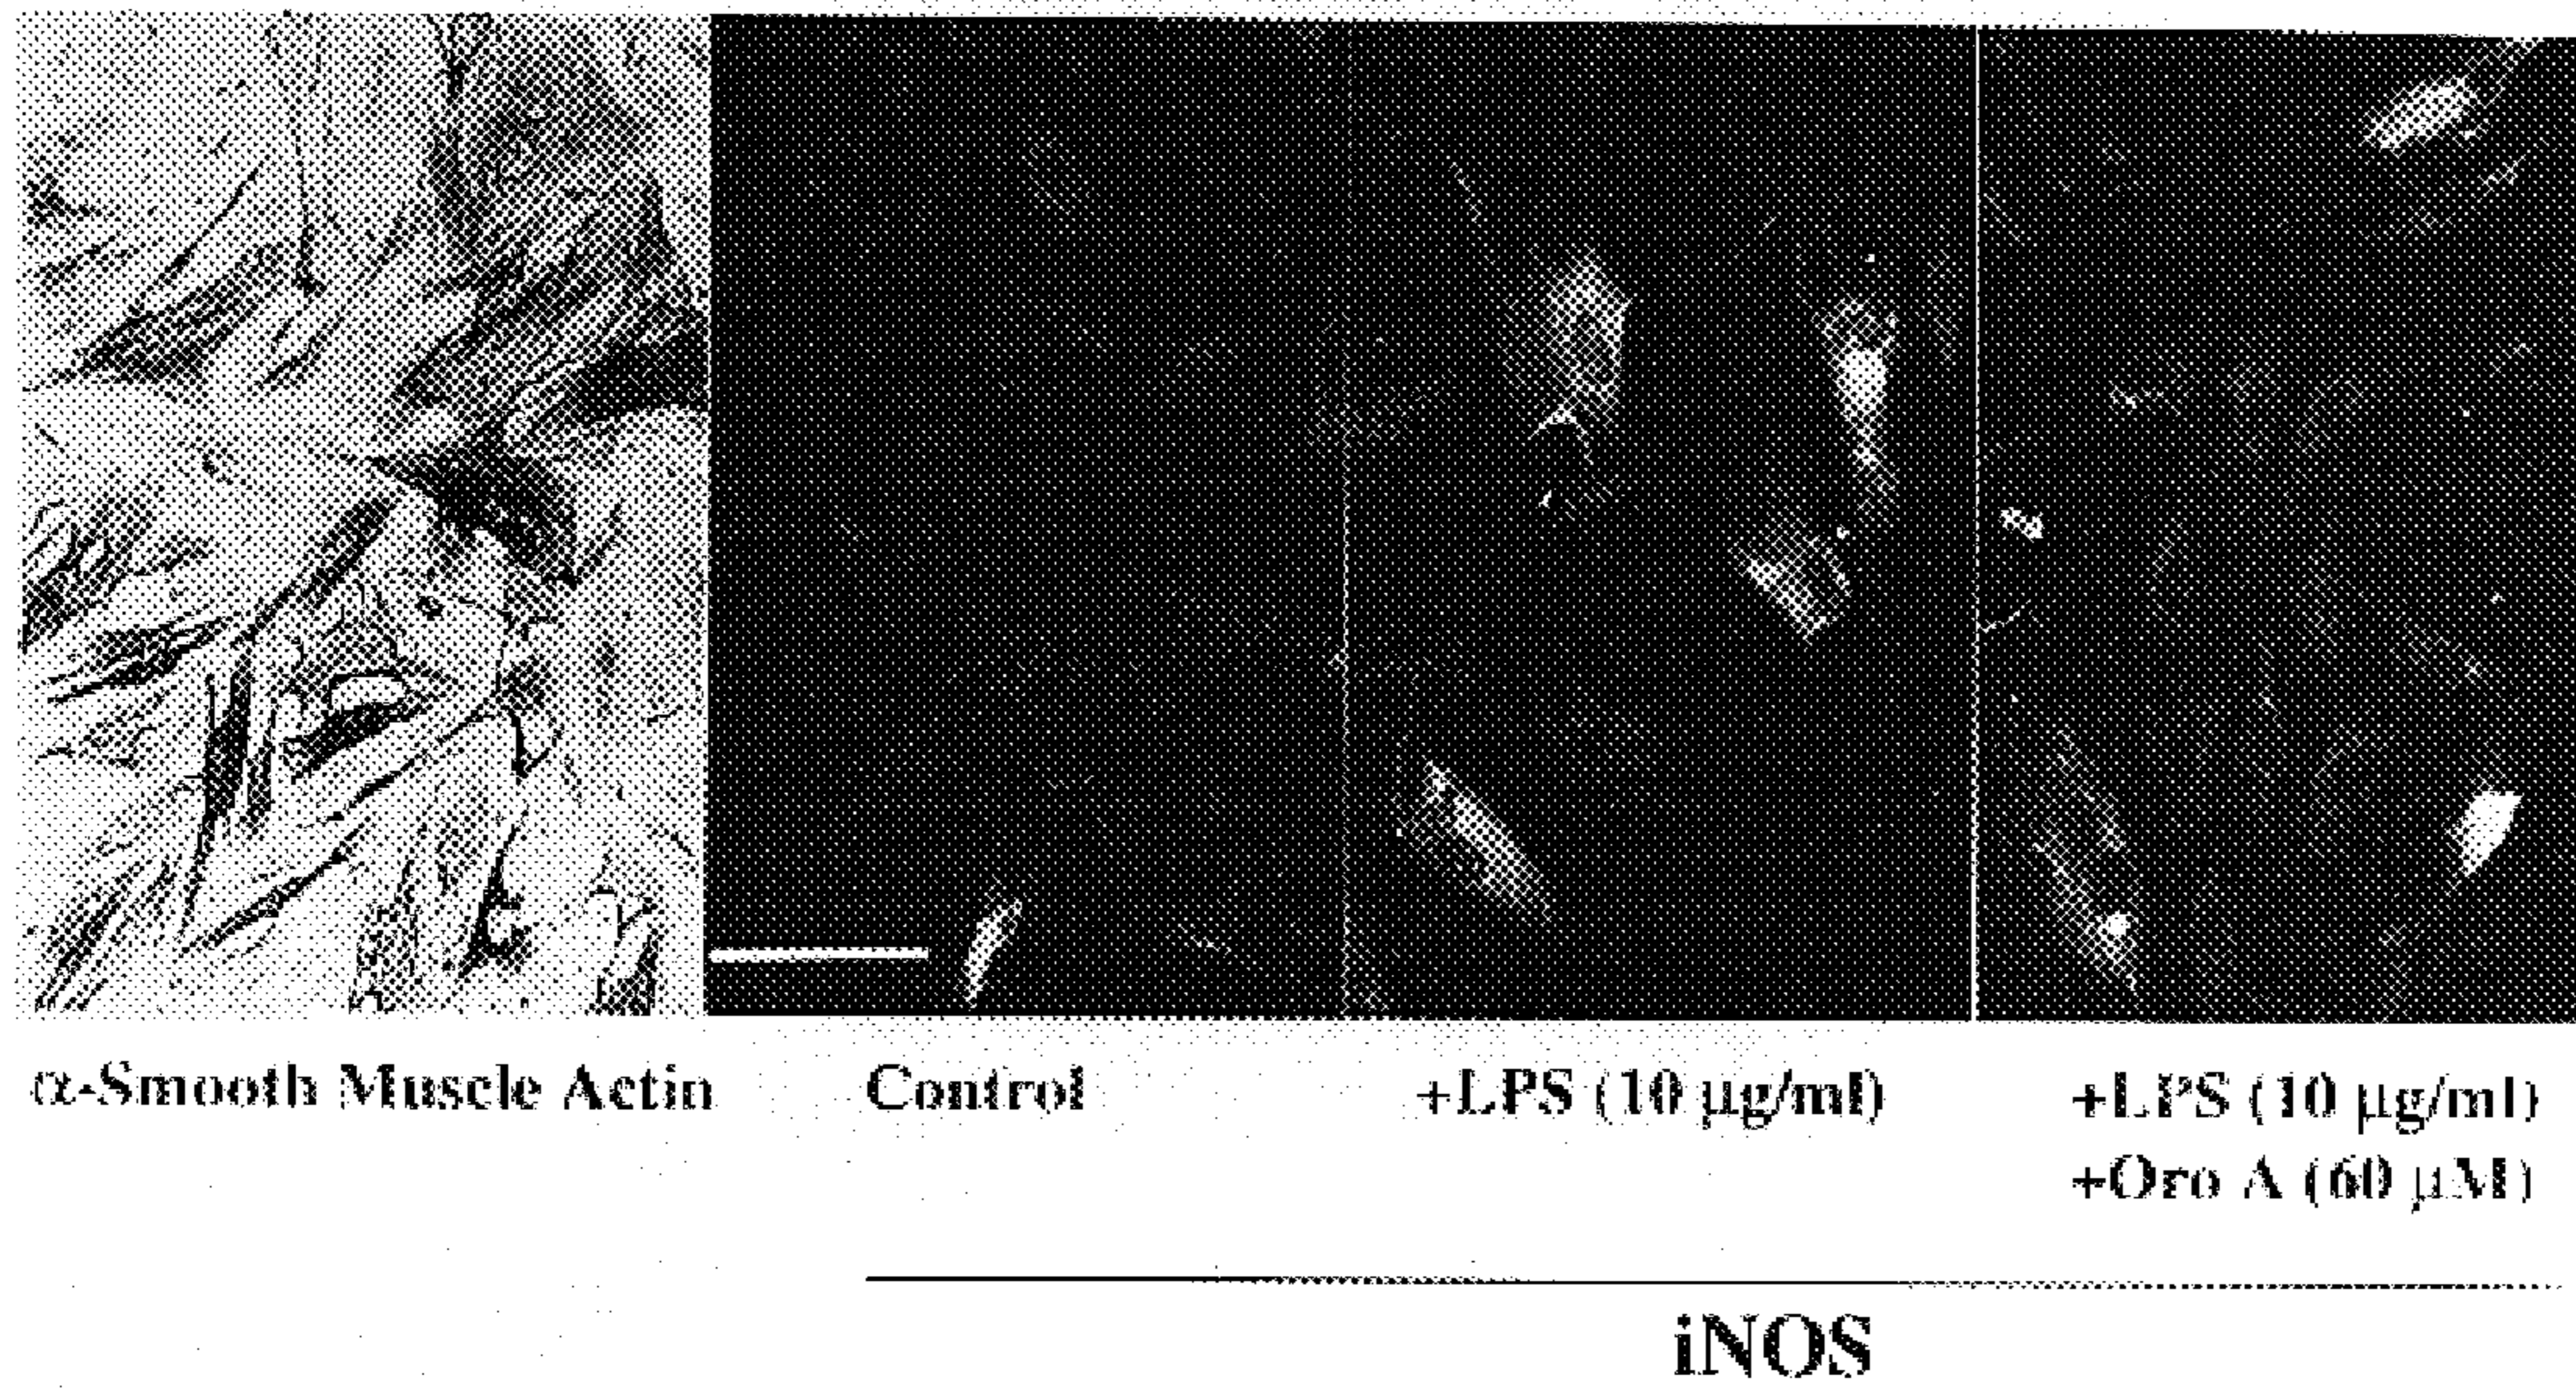 α-Smooth Muscle Actin Control +LPS (10 µg/ml) +LPS (10 µg/ml)
+Oro A (60 µM)
iNOS